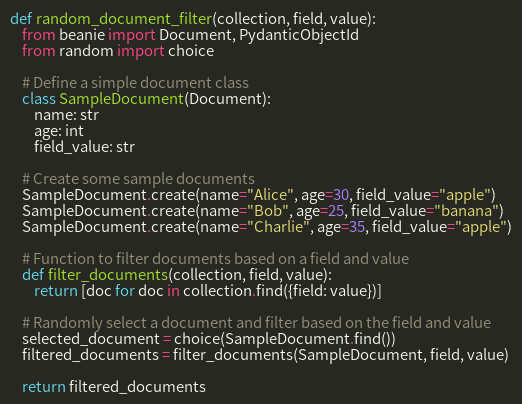 def random_document_filter(collection, field, value):
    from beanie import Document, PydanticObjectId
    from random import choice

    # Define a simple document class
    class SampleDocument(Document):
        name: str
        age: int
        field_value: str

    # Create some sample documents
    SampleDocument.create(name="Alice", age=30, field_value="apple")
    SampleDocument.create(name="Bob", age=25, field_value="banana")
    SampleDocument.create(name="Charlie", age=35, field_value="apple")

    # Function to filter documents based on a field and value
    def filter_documents(collection, field, value):
        return [doc for doc in collection.find({field: value})]

    # Randomly select a document and filter based on the field and value
    selected_document = choice(SampleDocument.find())
    filtered_documents = filter_documents(SampleDocument, field, value)

    return filtered_documents